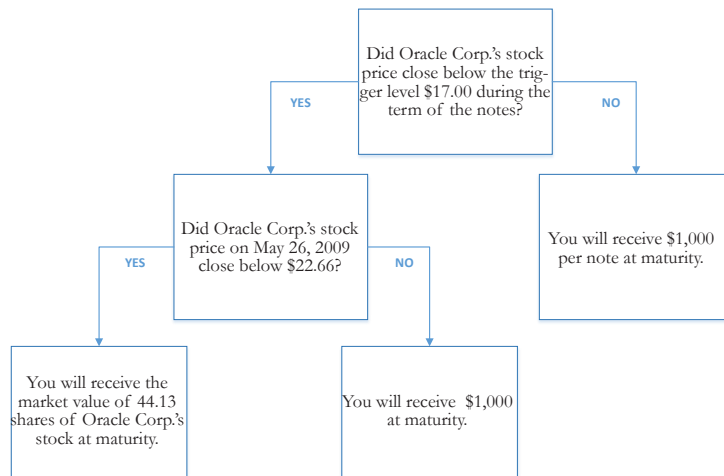 Did Oracle Corp.'s stock
price close below the trig-
ger level $17.00 during the
term of the notes?
YES
NO
Did Oracle Corp.'s stock
price on May 26, 2009
close below $22.66?
You will receive $1,000
per note at maturity.
YES
NO
You will receive the
market value of 44.13
shares of Oracle Corp.'s
stock at maturity.
You will receive $1,000
at maturity.